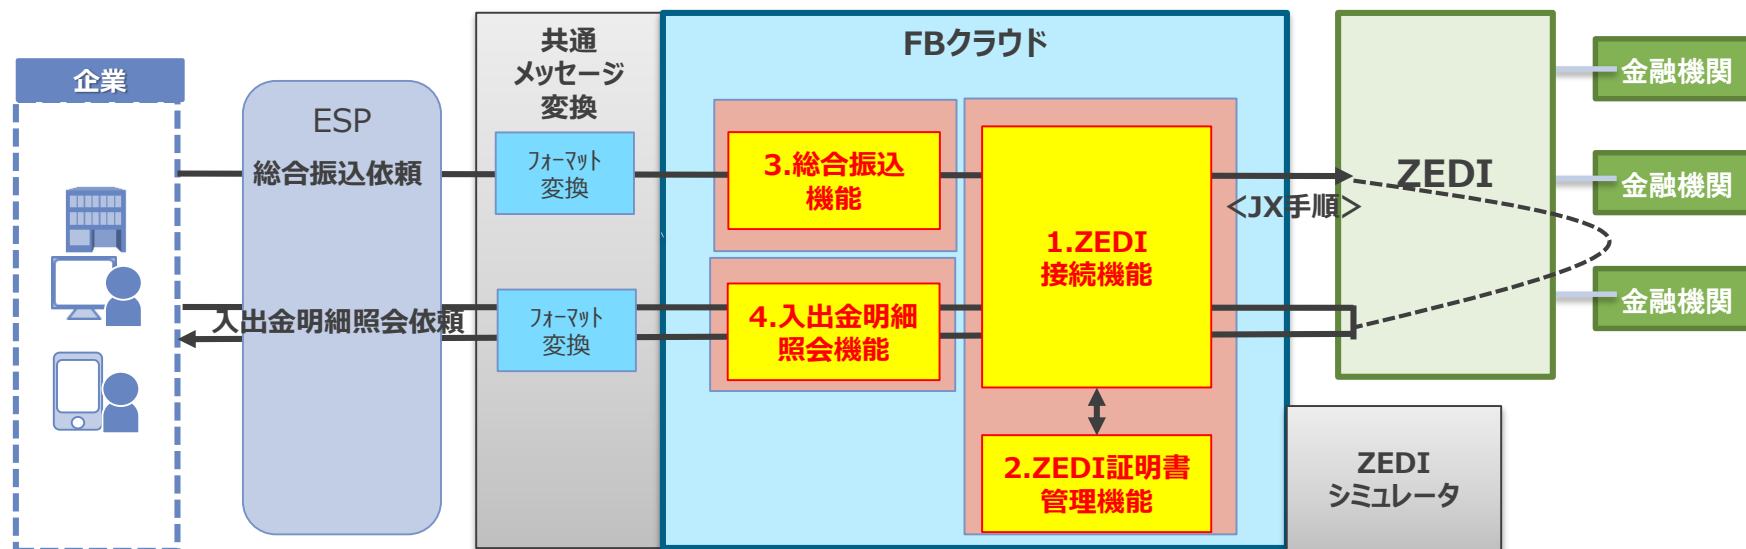 企業
ESP
総合振込依頼
入出金明細照会依頼
共通
メッセージ
変換
フォーマット
変換
フォーマット
変換
FBクラウド
3.総合振込
機能
4.入出金明細
照会機能
1.ZEDI
接続機能
2.ZEDI証明書
管理機能
<JX手順>
ZEDI
ZEDI
シミュレータ
金融機関
金融機関
金融機関